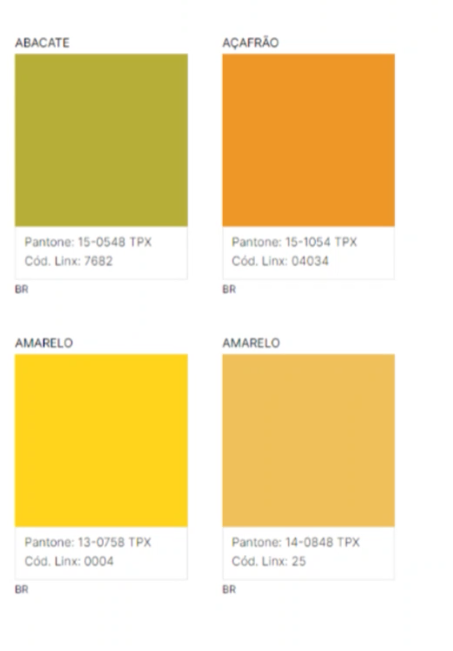 ABACATE
AÇAFRÃO
Pantone: 15-0548 TPX
Cód. Linx: 7682
Pantone: 15-1054 TPX
Cód. Linx: 04034
BR
BR
AMARELO
AMARELO
Pantone: 13-0758 TPX
Cód. Linx: 0004
Pantone: 14-0848 TPX
Cód. Linx: 25
BR
BR